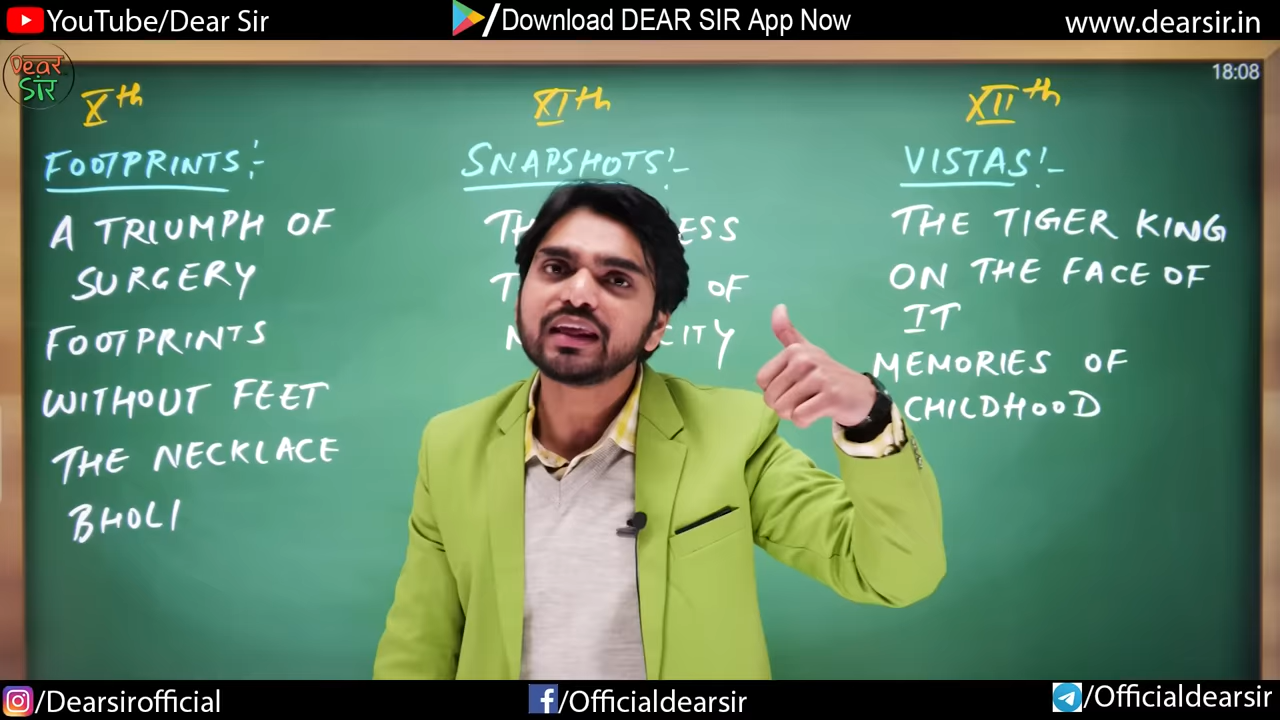 YouTube/Dear Sir
/Download DEAR SIR App Now
www.dearsir.in
Dear
सर
18:08
Xth
FOOTPRINTS:-
A TRIUMPH OF
SURGERY
FOOTPRINTS
WITHOUT FEET
THE NECKLACE
BHOLI
XIth
SNAPSHOTS:-
OF
XIIth
VISTAS:-
THE TIGER KING
ON THE FACE OF
IT
MEMORIES OF
CHILDHOOD
/Dearsirofficial
/Officialdearsir
/Officialdearsir